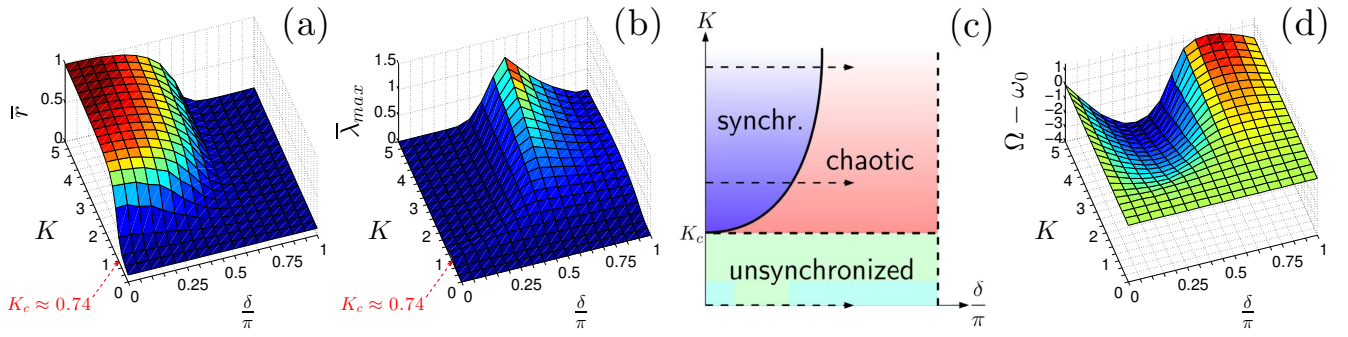 (a)
1
0.5
0
r̅
5
4
3
2
1
0
K
0
0.25
0.5
0.75
1
δ/π
K_c ≈ 0.74
(b)
1.5
1
0.5
0
λ̅_max
5
4
3
2
1
0
K
0
0.25
0.5
0.75
1
δ/π
K_c ≈ 0.74
(c)
K
synchr.
chaotic
K_c
unsynchronized
δ/π
(d)
1
0
−1
−2
−3
−4
Ω − ω₀
5
4
3
2
1
0
K
0
0.25
0.5
0.75
1
δ/π